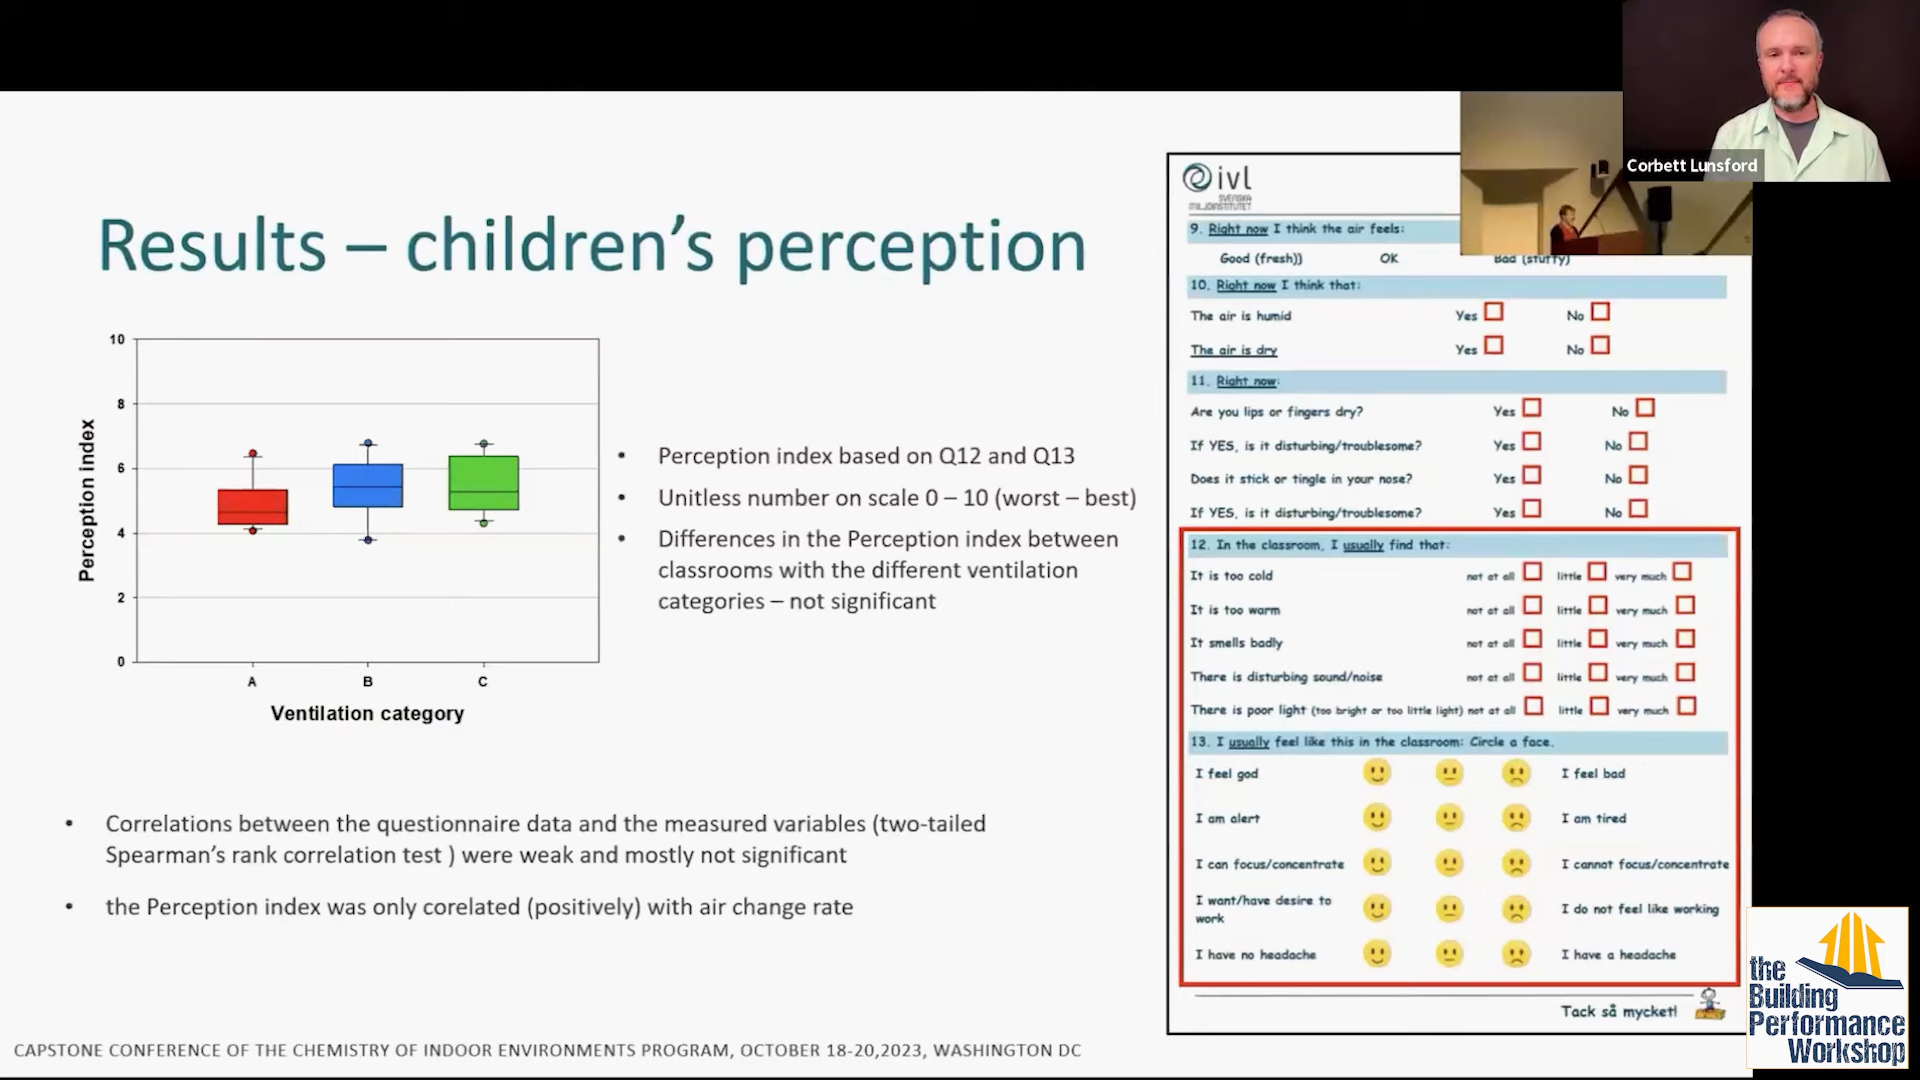 Corbett Lunsford
Results – children's perception
10
8
6
4
2
0
Perception index
A B C
Ventilation category
• Perception index based on Q12 and Q13
• Unitless number on scale 0 – 10 (worst – best)
• Differences in the Perception index between
classrooms with the different ventilation
categories – not significant
• Correlations between the questionnaire data and the measured variables (two-tailed
Spearman's rank correlation test ) were weak and mostly not significant
• the Perception index was only corelated (positively) with air change rate
CAPSTONE CONFERENCE OF THE CHEMISTRY OF INDOOR ENVIRONMENTS PROGRAM, OCTOBER 18-20,2023, WASHINGTON DC
ivl
SVENSKA
MILJÖINSTITUTET
9. Right now I think the air feels:
Good (fresh)) OK Bad (stuffy)
10. Right now I think that:
The air is humid Yes No
The air is dry Yes No
11. Right now:
Are you lips or fingers dry? Yes No
If YES, is it disturbing/troublesome? Yes No
Does it stick or tingle in your nose? Yes No
If YES, is it disturbing/troublesome? Yes No
12. In the classroom, I usually find that:
It is too cold not at all little very much
It is too warm not at all little very much
It smells badly not at all little very much
There is disturbing sound/noise not at all little very much
There is poor light (too bright or too little light) not at all little very much
13. I usually feel like this in the classroom: Circle a face.
I feel god I feel bad
I am alert I am tired
I can focus/concentrate I cannot focus/concentrate
I want/have desire to
work I do not feel like working
I have no headache I have a headache
Tack så mycket!
the
Building
Performance
Workshop